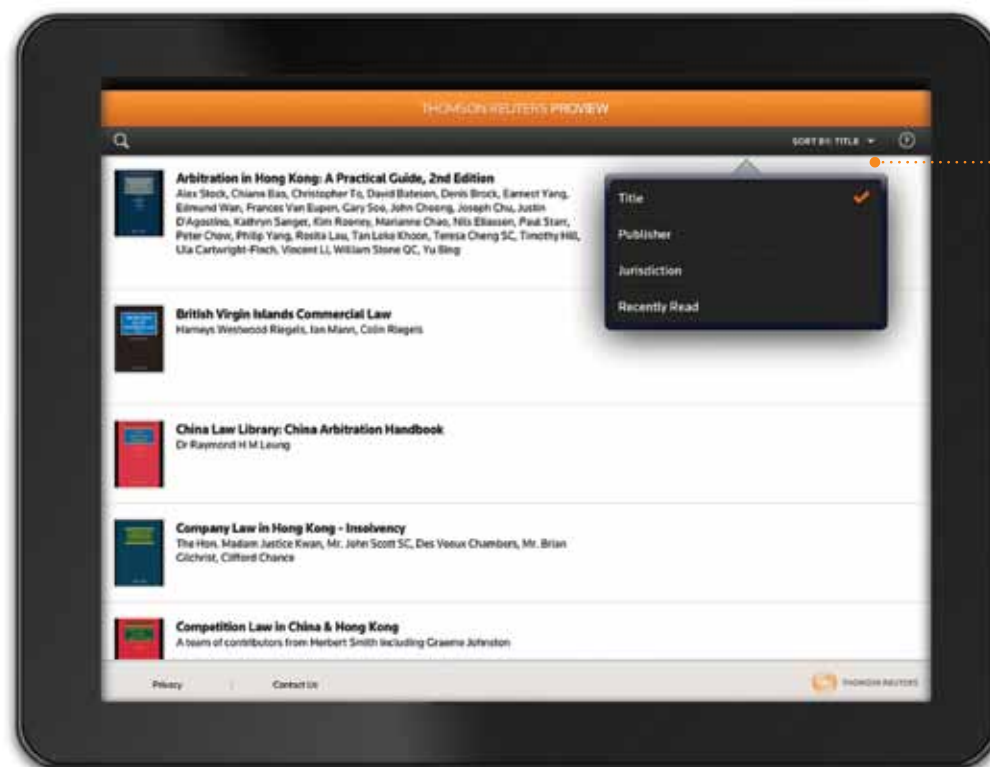 THOMSON REUTERS PROVIEW
SORT BY: TITLE
Arbitration in Hong Kong: A Practical Guide, 2nd Edition
Alex Stock, Chiann Bao, Christopher To, David Bateson, Denis Brock, Earnest Yang,
Edmund Wan, Frances Van Eupen, Gary Soo, John Choong, Joseph Chu, Justin
D'Agostino, Kathryn Sanger, Kim Rooney, Marianne Chao, Nils Eliasson, Paul Starr,
Peter Chow, Philip Yang, Rosita Lau, Tan Loke Khoon, Teresa Cheng SC, Timothy Hill,
Ula Cartwright-Finch, Vincent Li, William Stone QC, Yu Bing
Title
Publisher
Jurisdiction
Recently Read
British Virgin Islands Commercial Law
Harneys Westwood Riegels, Ian Mann, Colin Riegels
China Law Library: China Arbitration Handbook
Dr Raymond H M Leung
Company Law in Hong Kong - Insolvency
The Hon. Madam Justice Kwan, Mr. John Scott SC, Des Voeux Chambers, Mr. Brian
Gilchrist, Clifford Chance
Competition Law in China & Hong Kong
A team of contributors from Herbert Smith including Graeme Johnston
Privacy
Contact Us
THOMSON REUTERS